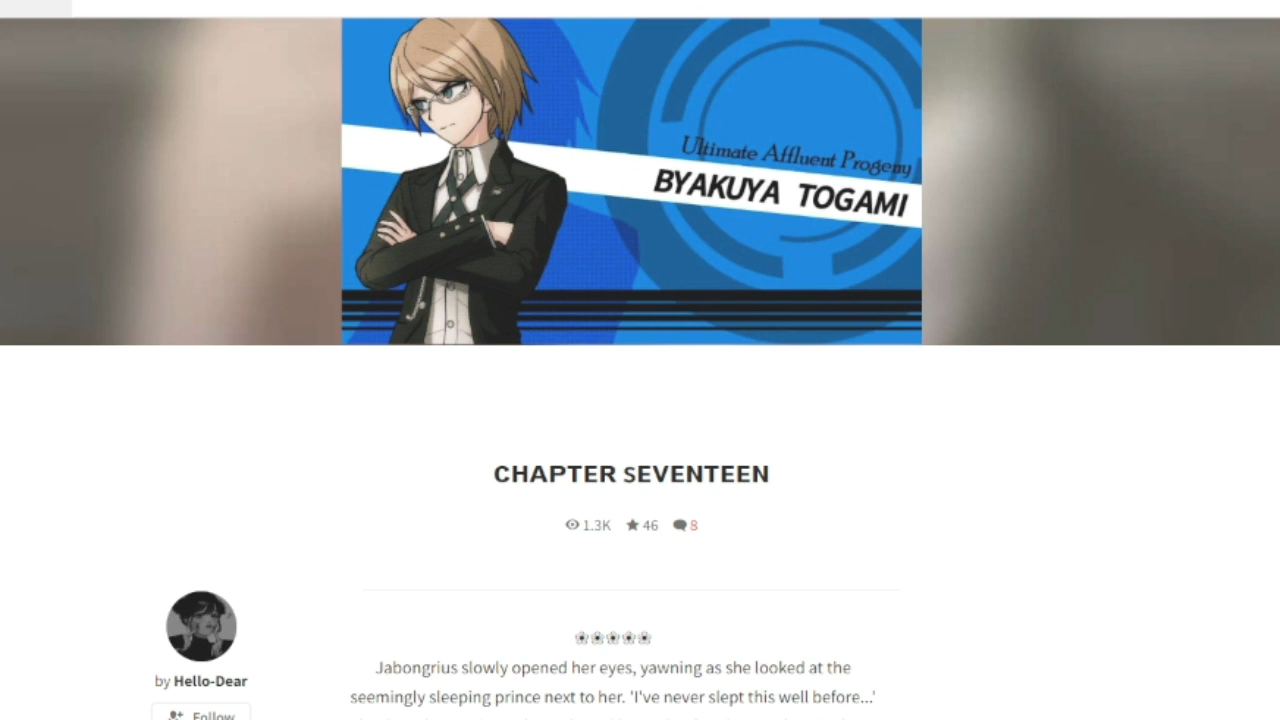 Ultimate Affluent Progeny
BYAKUYA TOGAMI
CHAPTER SEVENTEEN
1.3K 46 8
by Hello-Dear
Follow
Jabongrius slowly opened her eyes, yawning as she looked at the
seemingly sleeping prince next to her. 'I've never slept this well before...'